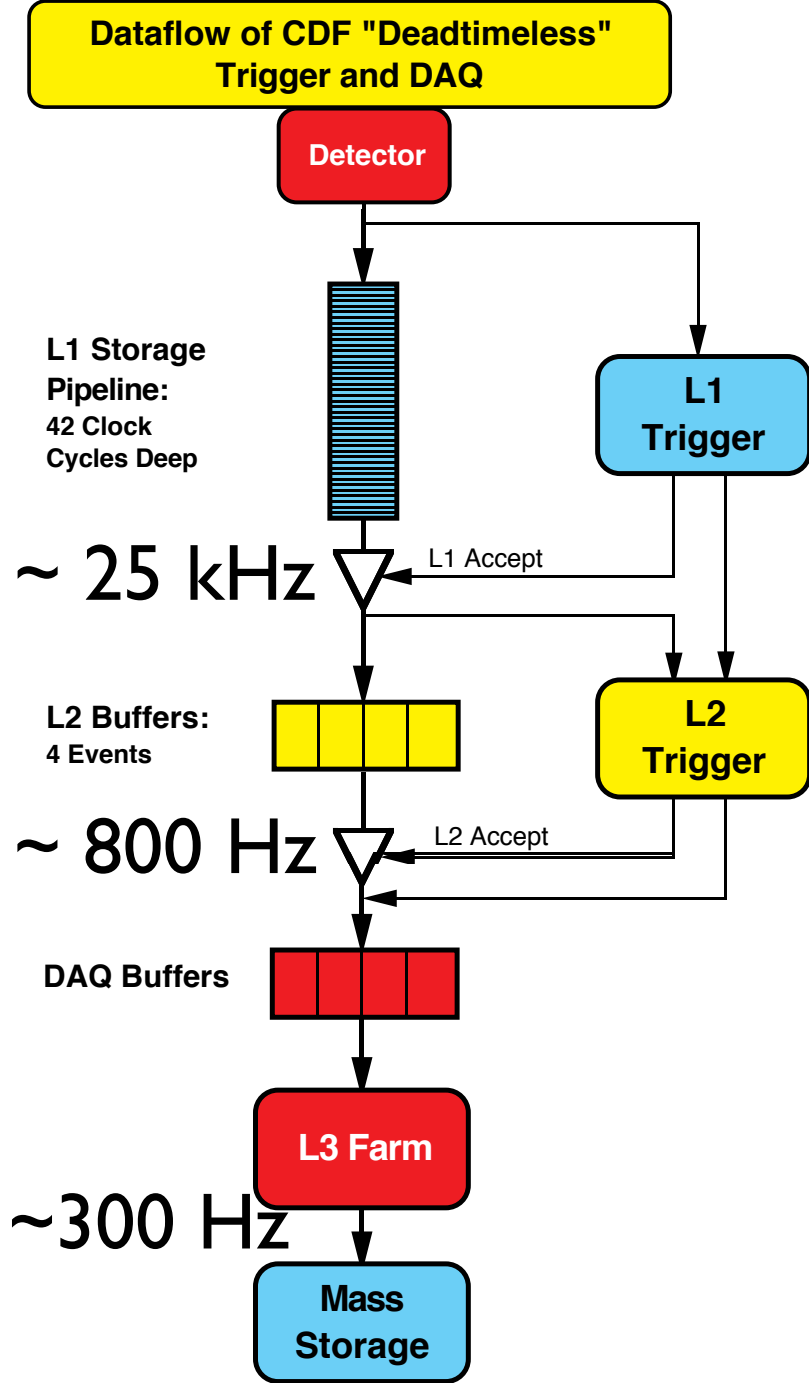 Dataflow of CDF "Deadtimeless"
Trigger and DAQ
Detector
L1 Storage
Pipeline:
42 Clock
Cycles Deep
L1
Trigger
~ 25 kHz
L1 Accept
L2 Buffers:
4 Events
L2
Trigger
~ 800 Hz
L2 Accept
DAQ Buffers
L3 Farm
~300 Hz
Mass
Storage